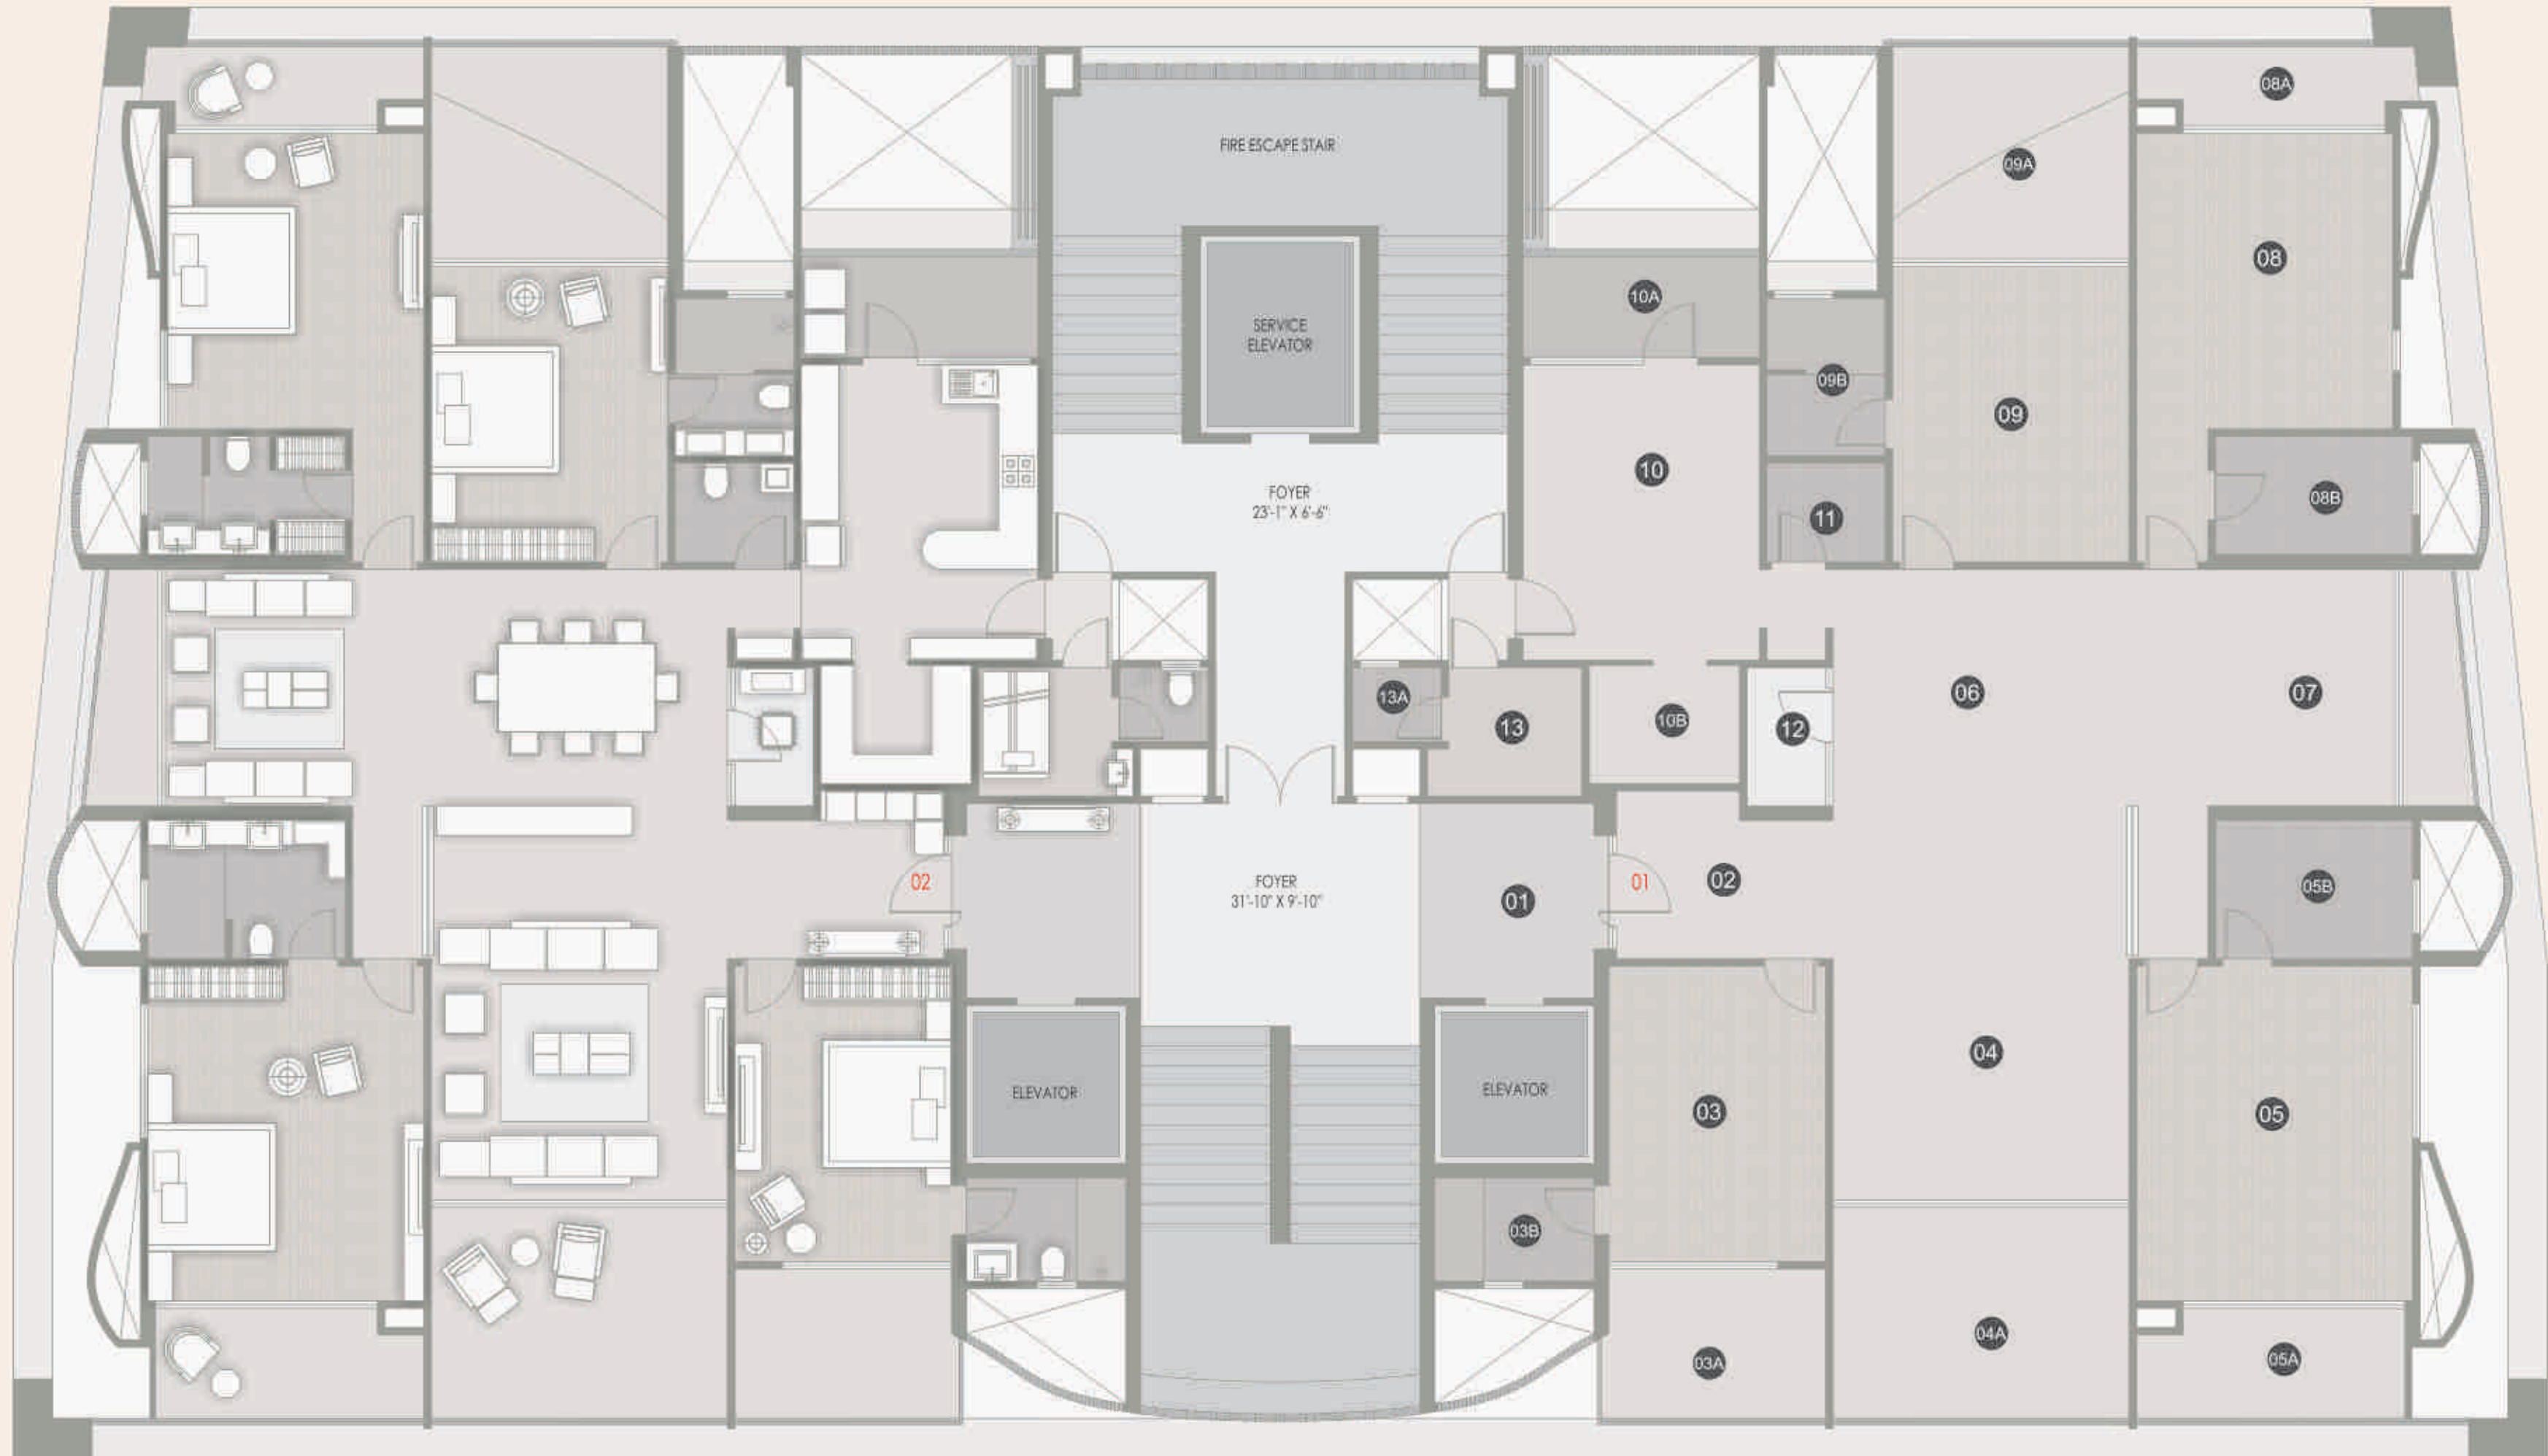 08A
FIRE ESCAPE STAIR
09A
08
10A
SERVICE
ELEVATOR
09B
09
10
FOYER
23'-1" X 6'-6"
08B
11
13A
06
07
10B
13
12
02
FOYER
31'-10" X 9'-10"
01
01
02
05B
04
ELEVATOR
ELEVATOR
03
05
03B
04A
03A
05A